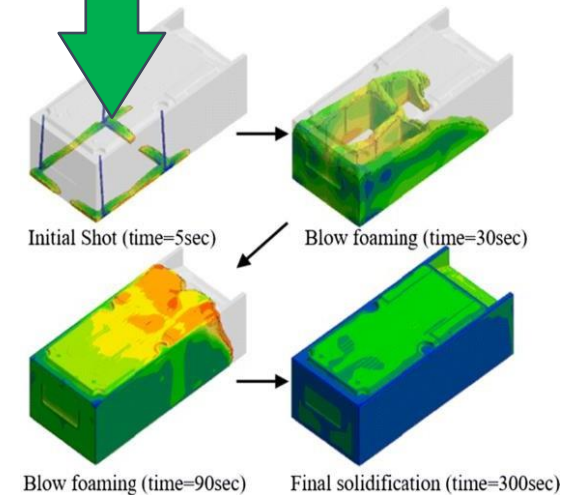 Initial Shot (time=5sec)
Blow foaming (time=30sec)
Blow foaming (time=90sec)
Final solidification (time=300sec)